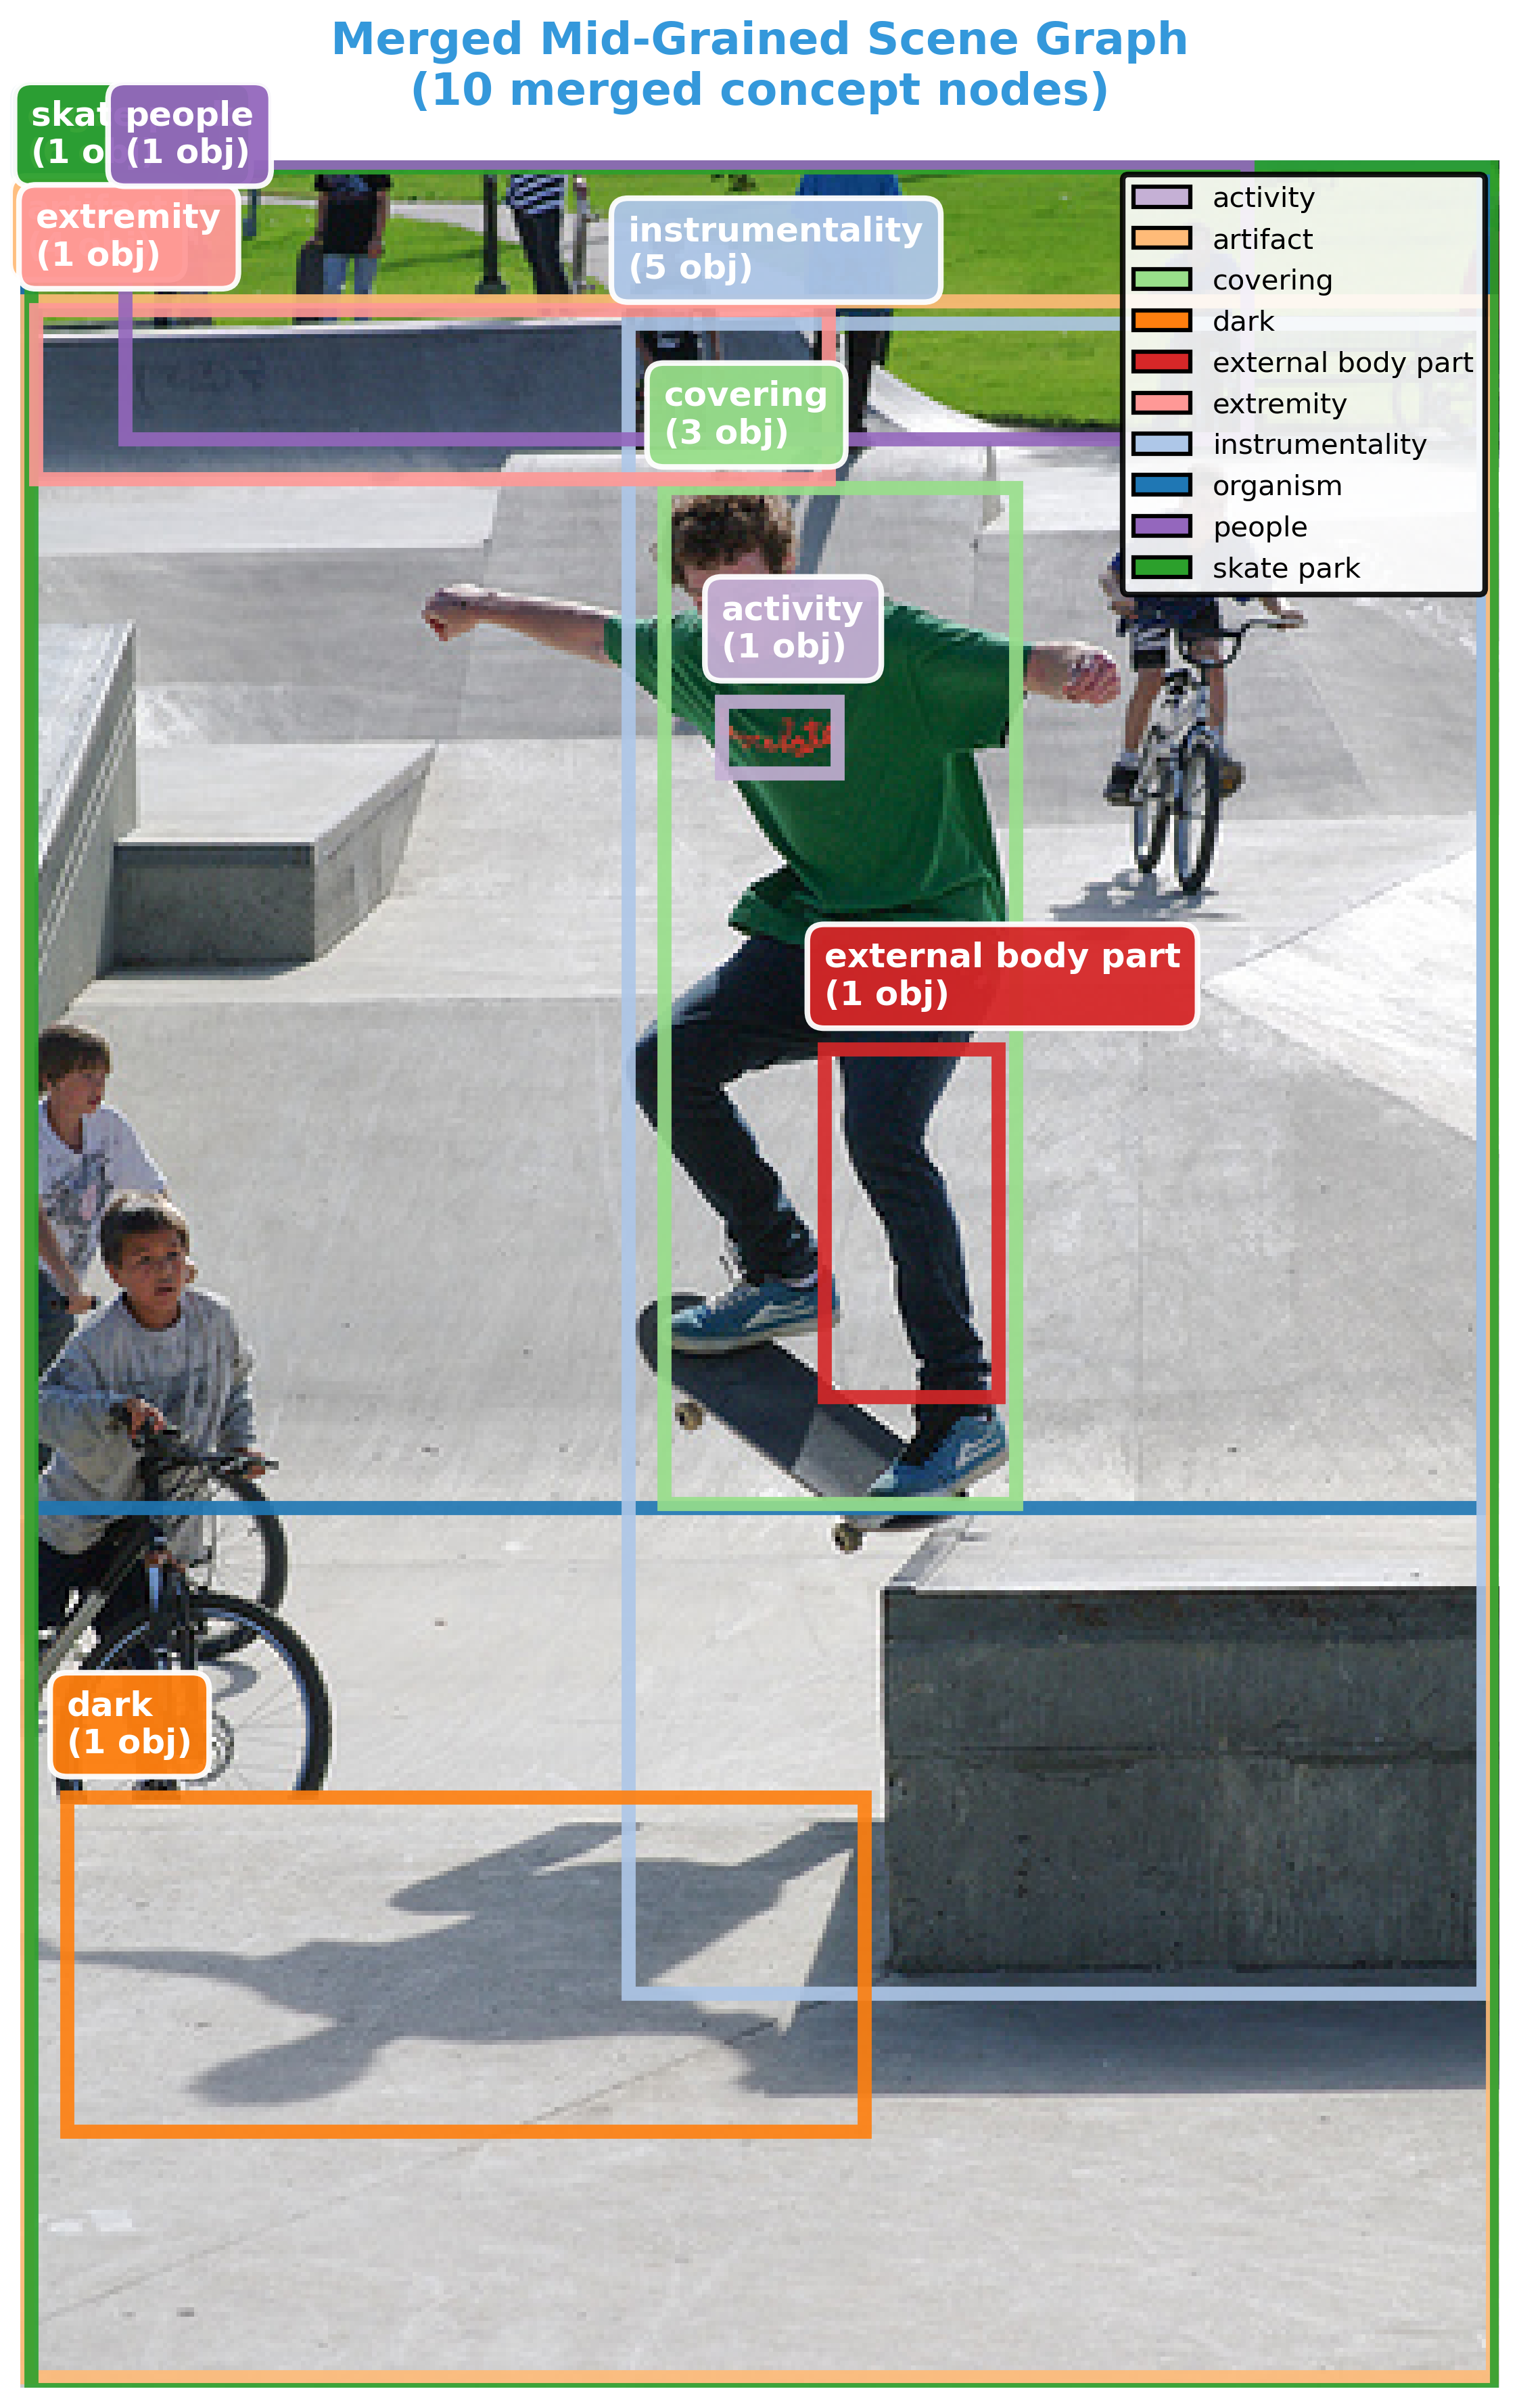 Merged Mid-Grained Scene Graph
(10 merged concept nodes)
people
(1 obj)
extremity
(1 obj)
instrumentality
(5 obj)
covering
(3 obj)
activity
(1 obj)
external body part
(1 obj)
dark
(1 obj)
activity
artifact
covering
dark
external body part
extremity
instrumentality
organism
people
skate park